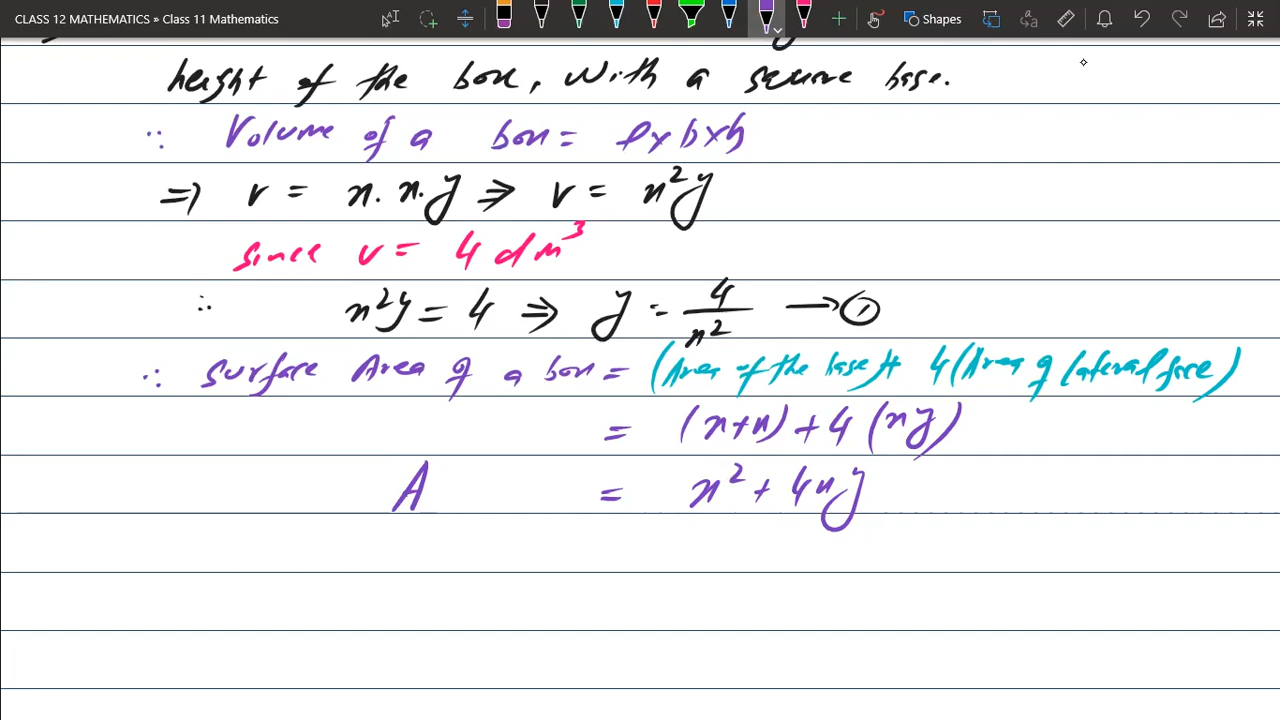 CLASS 12 MATHEMATICS » Class 11 Mathematics Shapes
height of the box, with a square base.
∵ Volume of a box = l×b×h
⇒ v = x.x.y ⇒ v = x²y
since v = 4 dm³
∴ x²y = 4 ⇒ y = 4/x² → ①
∴ Surface Area of a box = (Area of the base) + 4(Area of lateral face)
= (x+x) + 4(xy)
A = x² + 4xy